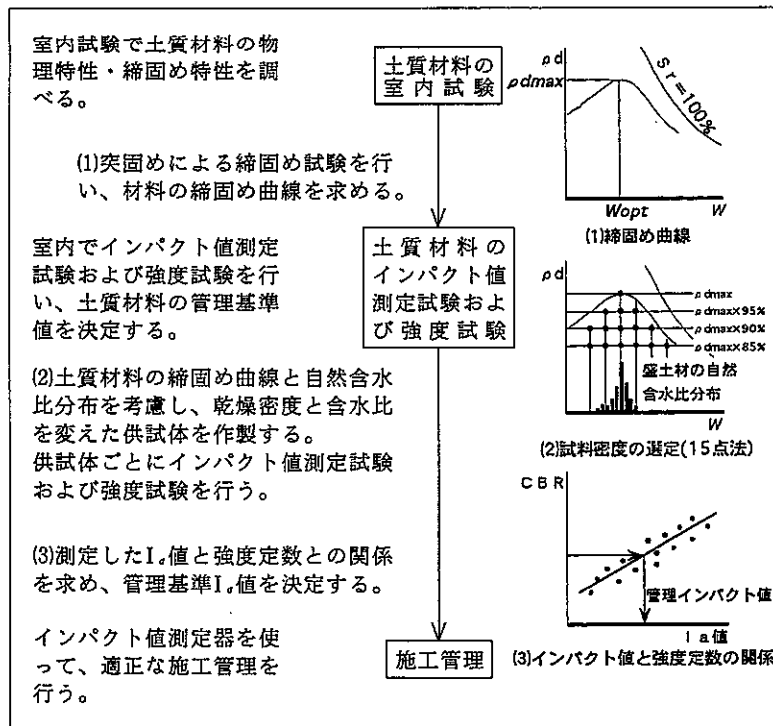 室内試験で土質材料の物
理特性・締固め特性を調
べる。
土質材料の
室内試験
ρd
ρdmax
Sr=100%
Wopt
W
(1)締固め曲線
(1)突固めによる締固め試験を行
い、材料の締固め曲線を求める。
室内でインパクト値測定
試験および強度試験を行
い、土質材料の管理基準
値を決定する。
土質材料の
インパクト値
測定試験およ
び強度試験
ρd
ρdmax
ρdmax×95%
ρdmax×90%
ρdmax×85%
盛土材の自然
含水比分布
W
(2)試料密度の選定(15点法)
(2)土質材料の締固め曲線と自然含水
比分布を考慮し、乾燥密度と含水比
を変えた供試体を作製する。
供試体ごとにインパクト値測定試験
および強度試験を行う。
CBR
管理インパクト値
Ia値
(3)インパクト値と強度定数の関係
(3)測定したIa値と強度定数との関係
を求め、管理基準Ia値を決定する。
インパクト値測定器を使
って、適正な施工管理を
行う。
施工管理